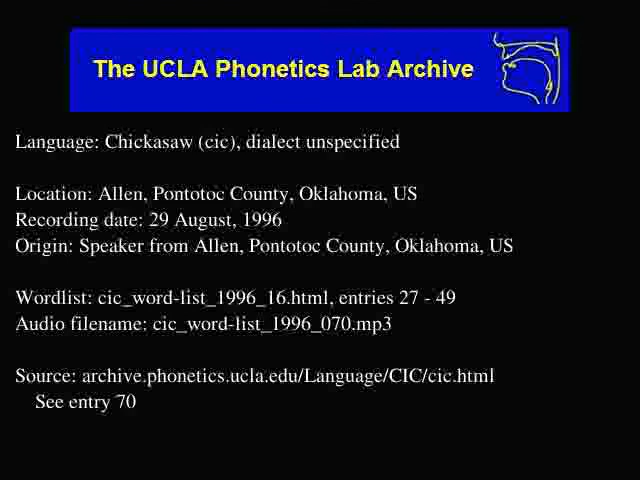 The UCLA Phonetics Lab Archive
Language: Chickasaw (cic), dialect unspecified
Location: Allen, Pontotoc County, Oklahoma, US
Recording date: 29 August, 1996
Origin: Speaker from Allen, Pontotoc County, Oklahoma, US
Wordlist: cic_word-list_1996_16.html, entries 27 - 49
Audio filename: cic_word-list_1996_070.mp3
Source: archive.phonetics.ucla.edu/Language/CIC/cic.html
See entry 70